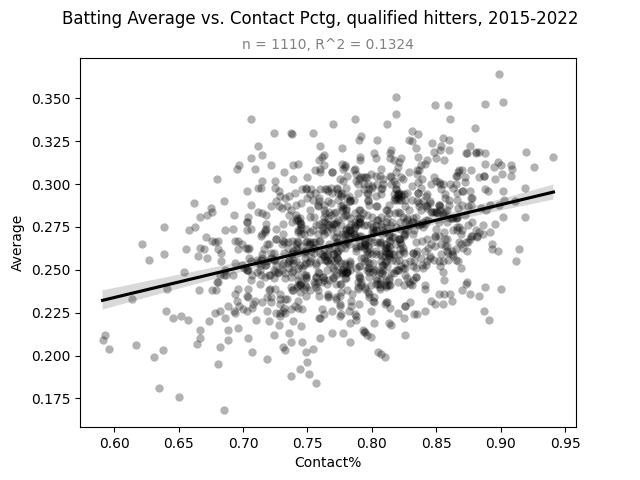 Batting Average vs. Contact Pctg, qualified hitters, 2015-2022
n = 1110, R^2 = 0.1324
0.350
0.325
0.300
0.275
0.250
0.225
0.200
0.175
Average
0.60 0.65 0.70 0.75 0.80 0.85 0.90 0.95
Contact%